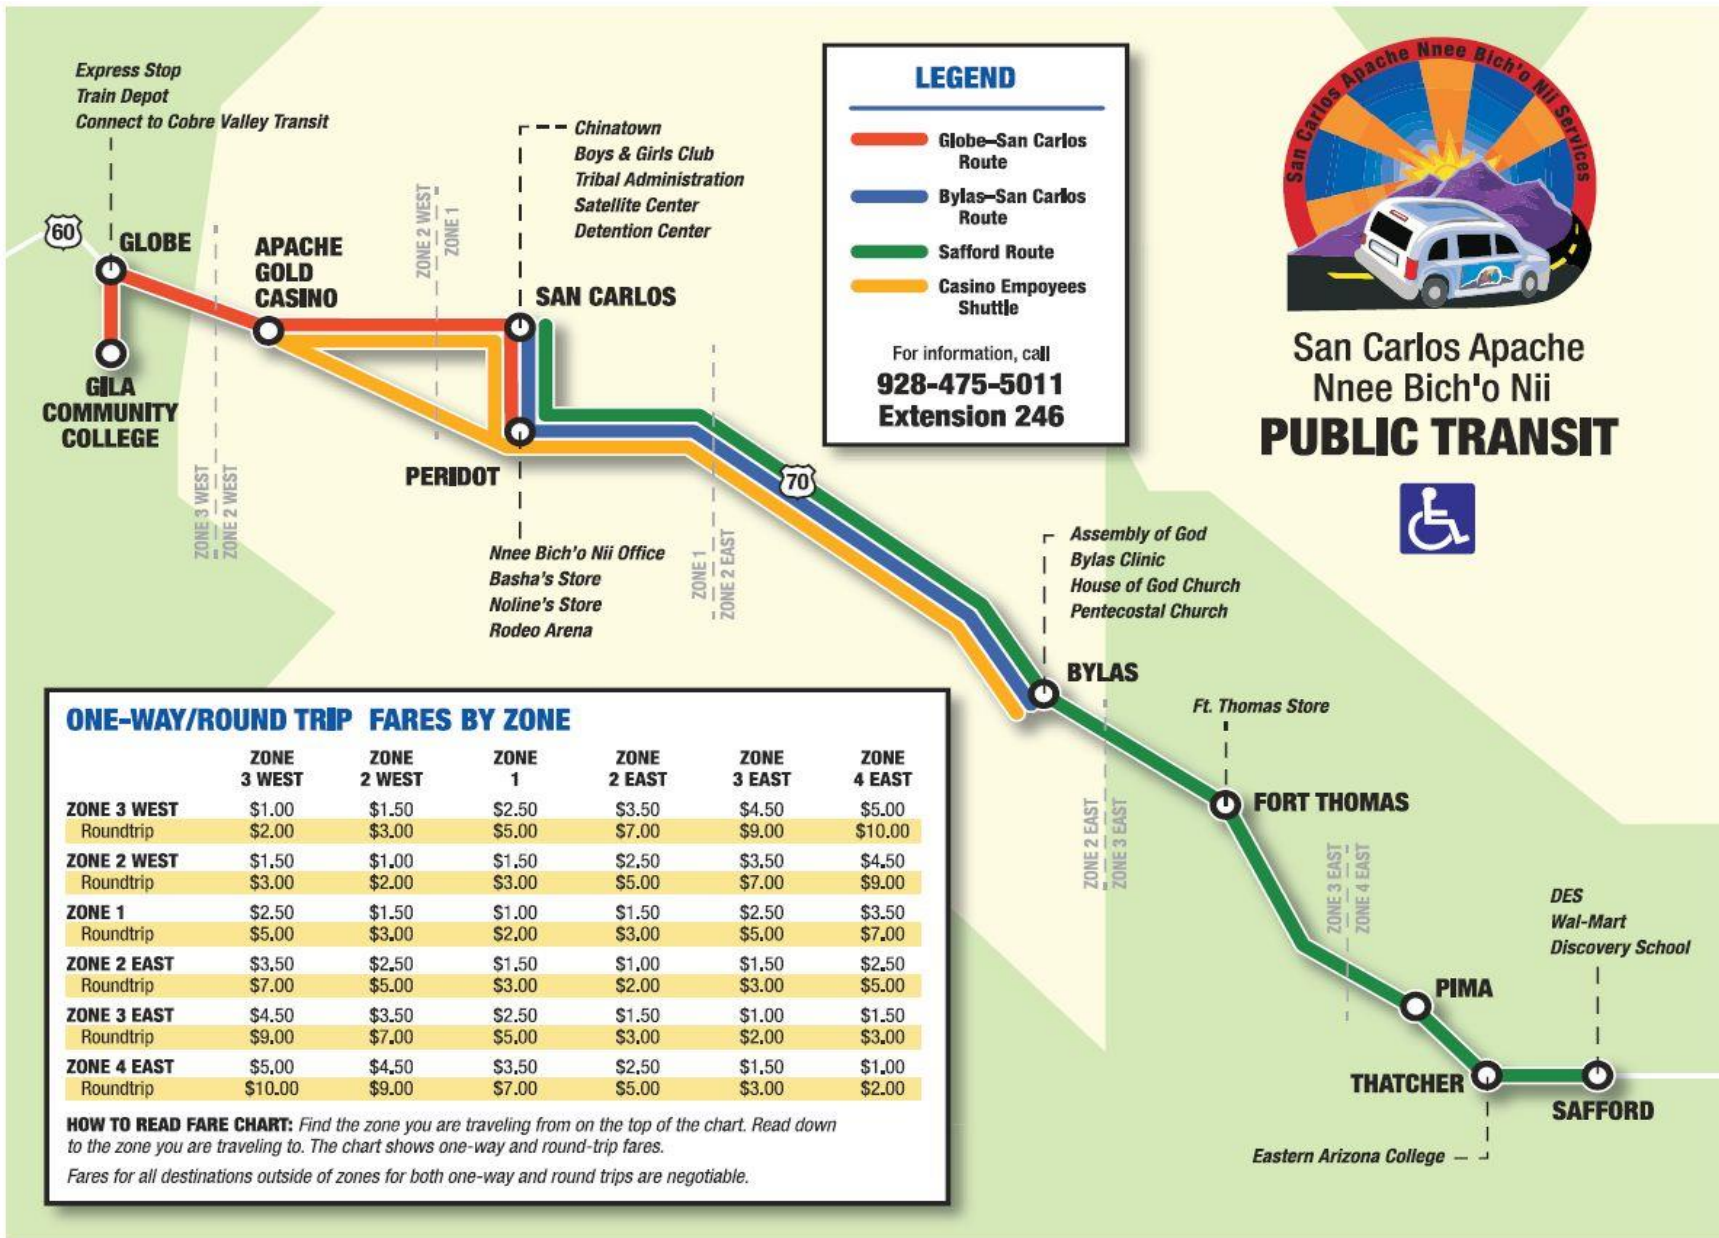 Express Stop
Train Depot
Connect to Cobre Valley Transit
60
GLOBE
GILA
COMMUNITY
COLLEGE
APACHE
GOLD
CASINO
ZONE 3 WEST
ZONE 2 WEST
ZONE 2 WEST
ZONE 1
Chinatown
Boys & Girls Club
Tribal Administration
Satellite Center
Detention Center
SAN CARLOS
PERIDOT
Nnee Bich'o Nii Office
Basha's Store
Noline's Store
Rodeo Arena
ZONE 1
ZONE 2 EAST
70
LEGEND
Globe–San Carlos
Route
Bylas–San Carlos
Route
Safford Route
Casino Empoyees
Shuttle
For information, call
928-475-5011
Extension 246
San Carlos Apache Nnee Bich'o Nii Services
San Carlos Apache
Nnee Bich'o Nii
PUBLIC TRANSIT
Assembly of God
Bylas Clinic
House of God Church
Pentecostal Church
BYLAS
ZONE 2 EAST
ZONE 3 EAST
Ft. Thomas Store
FORT THOMAS
ZONE 3 EAST
ZONE 4 EAST
PIMA
THATCHER
Eastern Arizona College
DES
Wal-Mart
Discovery School
SAFFORD
ONE-WAY/ROUND TRIP FARES BY ZONE
ZONE ZONE ZONE ZONE ZONE ZONE
3 WEST 2 WEST 1 2 EAST 3 EAST 4 EAST
ZONE 3 WEST $1.00 $1.50 $2.50 $3.50 $4.50 $5.00
Roundtrip $2.00 $3.00 $5.00 $7.00 $9.00 $10.00
ZONE 2 WEST $1.50 $1.00 $1.50 $2.50 $3.50 $4.50
Roundtrip $3.00 $2.00 $3.00 $5.00 $7.00 $9.00
ZONE 1 $2.50 $1.50 $1.00 $1.50 $2.50 $3.50
Roundtrip $5.00 $3.00 $2.00 $3.00 $5.00 $7.00
ZONE 2 EAST $3.50 $2.50 $1.50 $1.00 $1.50 $2.50
Roundtrip $7.00 $5.00 $3.00 $2.00 $3.00 $5.00
ZONE 3 EAST $4.50 $3.50 $2.50 $1.50 $1.00 $1.50
Roundtrip $9.00 $7.00 $5.00 $3.00 $2.00 $3.00
ZONE 4 EAST $5.00 $4.50 $3.50 $2.50 $1.50 $1.00
Roundtrip $10.00 $9.00 $7.00 $5.00 $3.00 $2.00
HOW TO READ FARE CHART: Find the zone you are traveling from on the top of the chart. Read down
to the zone you are traveling to. The chart shows one-way and round-trip fares.
Fares for all destinations outside of zones for both one-way and round trips are negotiable.